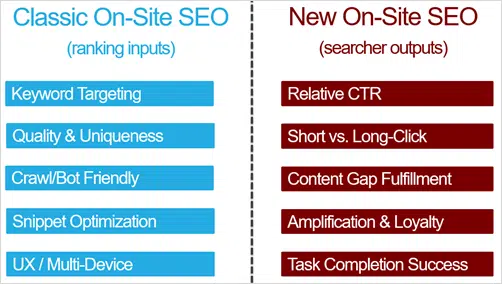 Classic On-Site SEO
(ranking inputs)
Keyword Targeting
Quality & Uniqueness
Crawl/Bot Friendly
Snippet Optimization
UX / Multi-Device
New On-Site SEO
(searcher outputs)
Relative CTR
Short vs. Long-Click
Content Gap Fulfillment
Amplification & Loyalty
Task Completion Success